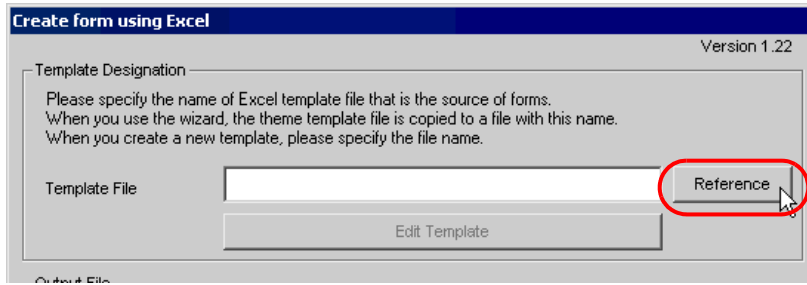 Create form using Excel
Version 1.22
Template Designation
Please specify the name of Excel template file that is the source of forms.
When you use the wizard, the theme template file is copied to a file with this name.
When you create a new template, please specify the file name.
Template File
Reference
Edit Template
Output File